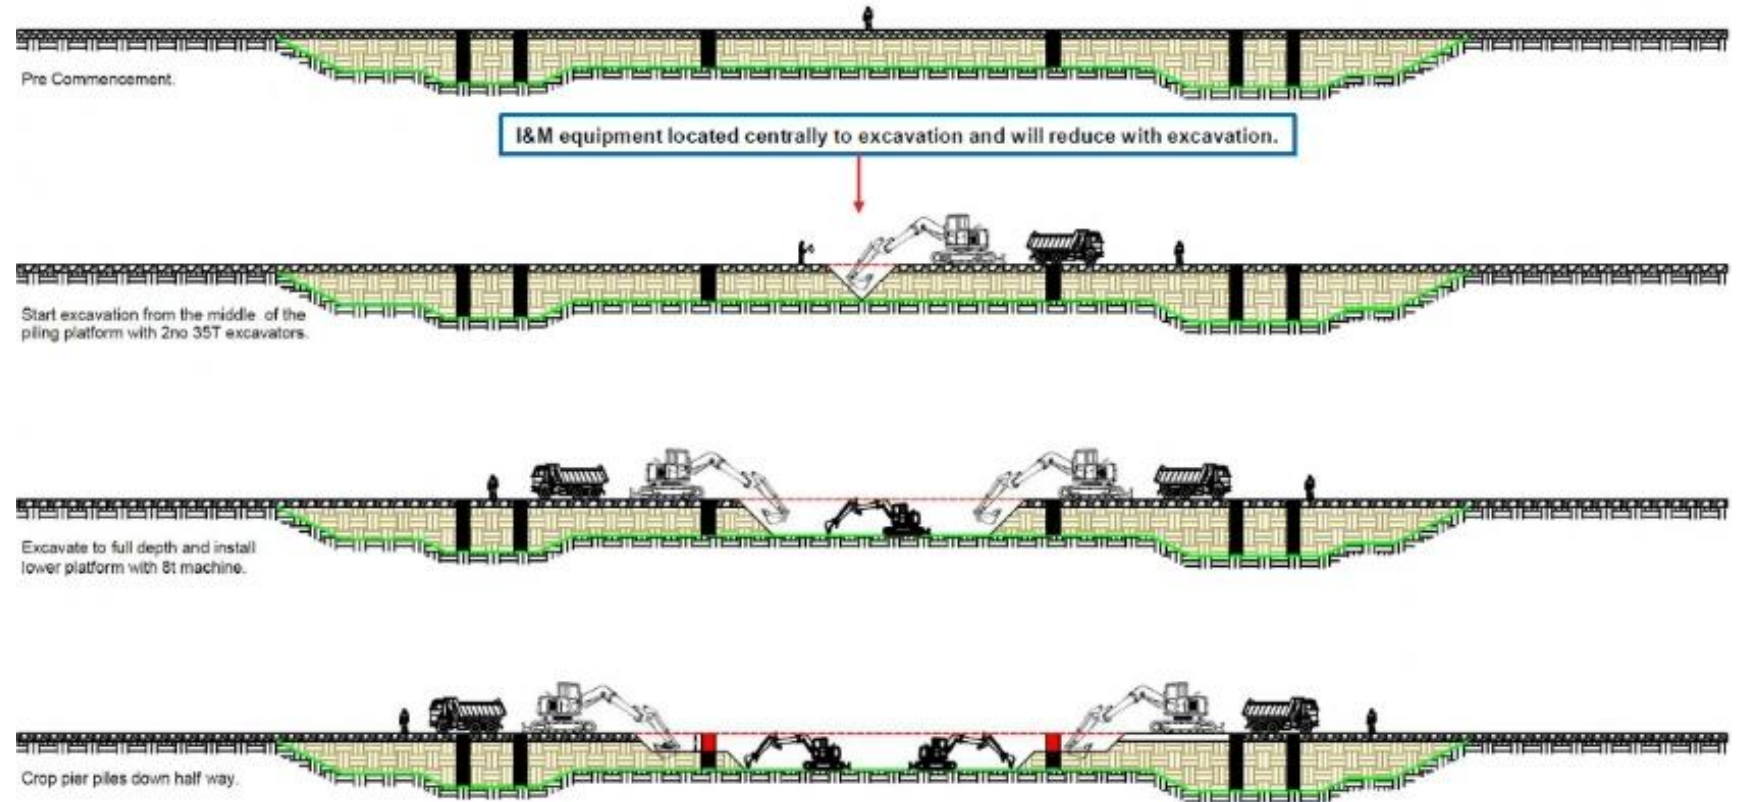 Pre Commencement.
I&M equipment located centrally to excavation and will reduce with excavation.
Start excavation from the middle of the
piling platform with 2no 35T excavators.
Excavate to full depth and install
lower platform with 8t machine.
Crop pier piles down half way.